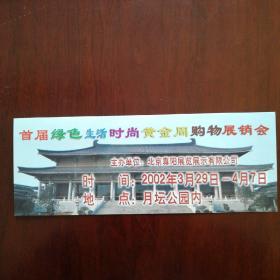 首届绿色生活时尚黄金周购物展销会
主办单位：北京霖阳展览展示有限公司
时　间：2002年3月29日—4月7日
地　点：月坛公园内